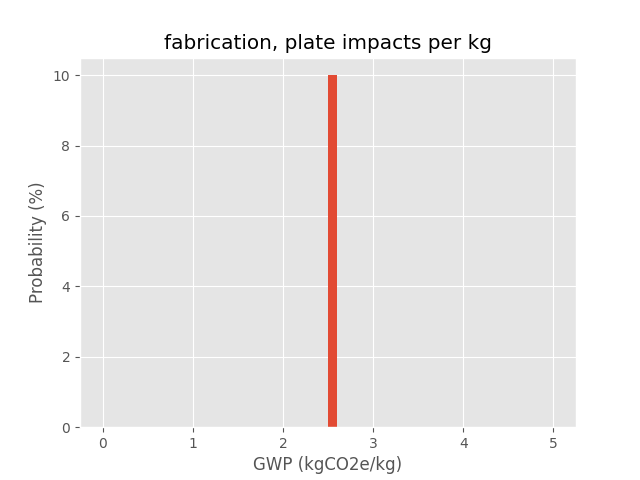 fabrication, plate impacts per kg
10
8
6
4
2
0
Probability (%)
0 1 2 3 4 5
GWP (kgCO2e/kg)